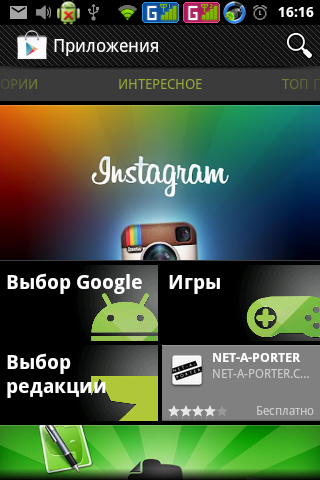 16:16
Приложения
ОРИИ
ИНТЕРЕСНОЕ
ТОП П
Instagram
Выбор Google
Игры
Выбор
редакции
NET-A-PORTER
NET-A-PORTER.C...
Бесплатно